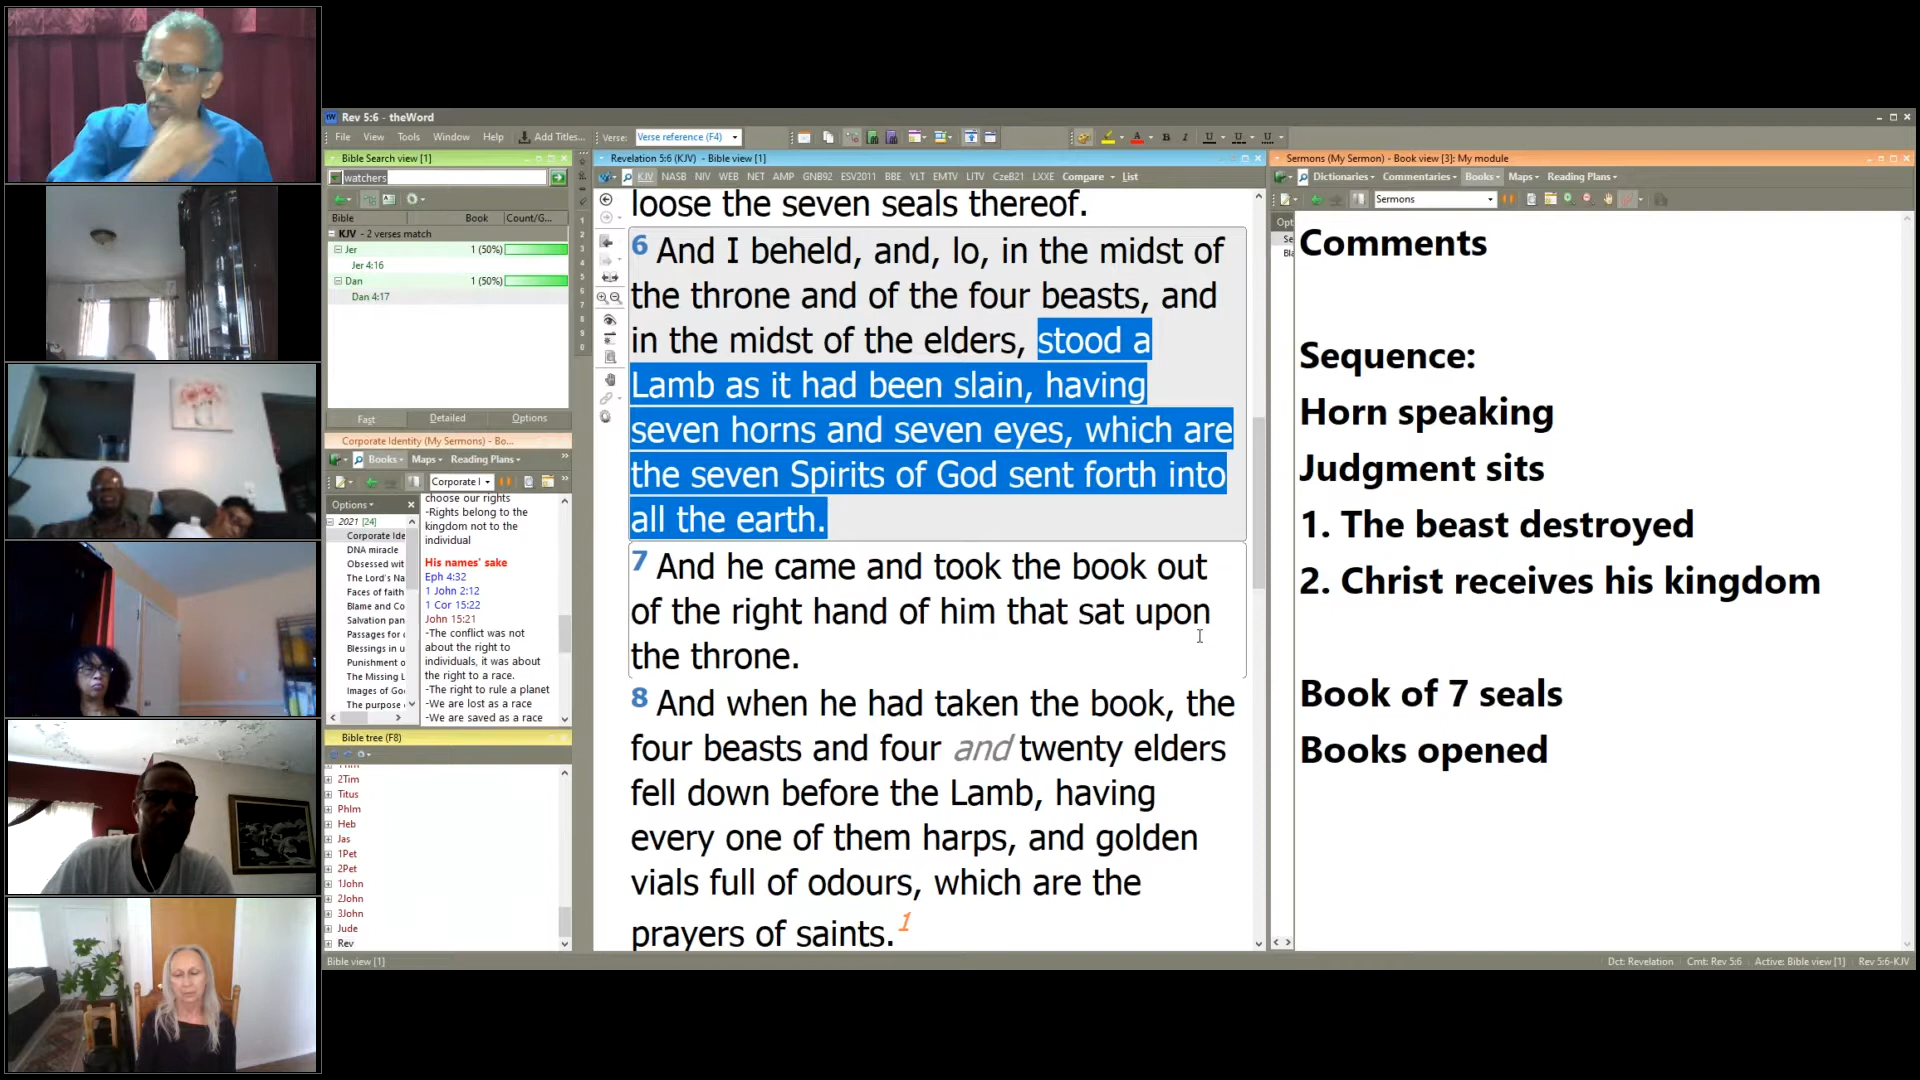 Rev 5:6 - theWord
File View Tools Window Help Add Titles... Verse: Verse reference (F4)
Bible Search view [1]
watchers
Bible Book Count/G...
KJV - 2 verses match
Jer 1 (50%)
Jer 4:16
Dan 1 (50%)
Dan 4:17
Fast Detailed Options
Corporate Identity (My Sermons) - Bo...
Books Maps Reading Plans
Corporate I
Options
2021 [24]
Corporate Ide
DNA miracle
Obsessed wit
The Lord's Na
Faces of faith
Blame and Co
Salvation pan
Passages for
Blessings in u
Punishment o
The Missing L
Images of Go
The purpose
choose our rights
-Rights belong to the
kingdom not to the
individual
His names' sake
Eph 4:32
1 John 2:12
1 Cor 15:22
John 15:21
-The conflict was not
about the right to
individuals, it was about
the right to a race.
-The right to rule a planet
-We are lost as a race
-We are saved as a race
Bible tree (F8)
2Tim
Titus
Phlm
Heb
Jas
1Pet
2Pet
1John
2John
3John
Jude
Rev
Bible view [1]
Revelation 5:6 (KJV) - Bible view [1]
KJV NASB NIV WEB NET AMP GNB92 ESV2011 BBE YLT EMTV LITV CzeB21 LXXE Compare List
loose the seven seals thereof.
6 And I beheld, and, lo, in the midst of
the throne and of the four beasts, and
in the midst of the elders, stood a
Lamb as it had been slain, having
seven horns and seven eyes, which are
the seven Spirits of God sent forth into
all the earth.
7 And he came and took the book out
of the right hand of him that sat upon
the throne.
8 And when he had taken the book, the
four beasts and four and twenty elders
fell down before the Lamb, having
every one of them harps, and golden
vials full of odours, which are the
prayers of saints. 1
Sermons (My Sermon) - Book view [3]: My module
Dictionaries Commentaries Books Maps Reading Plans
Sermons
Opt
Se
Comments
Sequence:
Horn speaking
Judgment sits
1. The beast destroyed
2. Christ receives his kingdom
Book of 7 seals
Books opened
Dct: Revelation Cmt: Rev 5:6 Active: Bible view [1] Rev 5:6-KJV